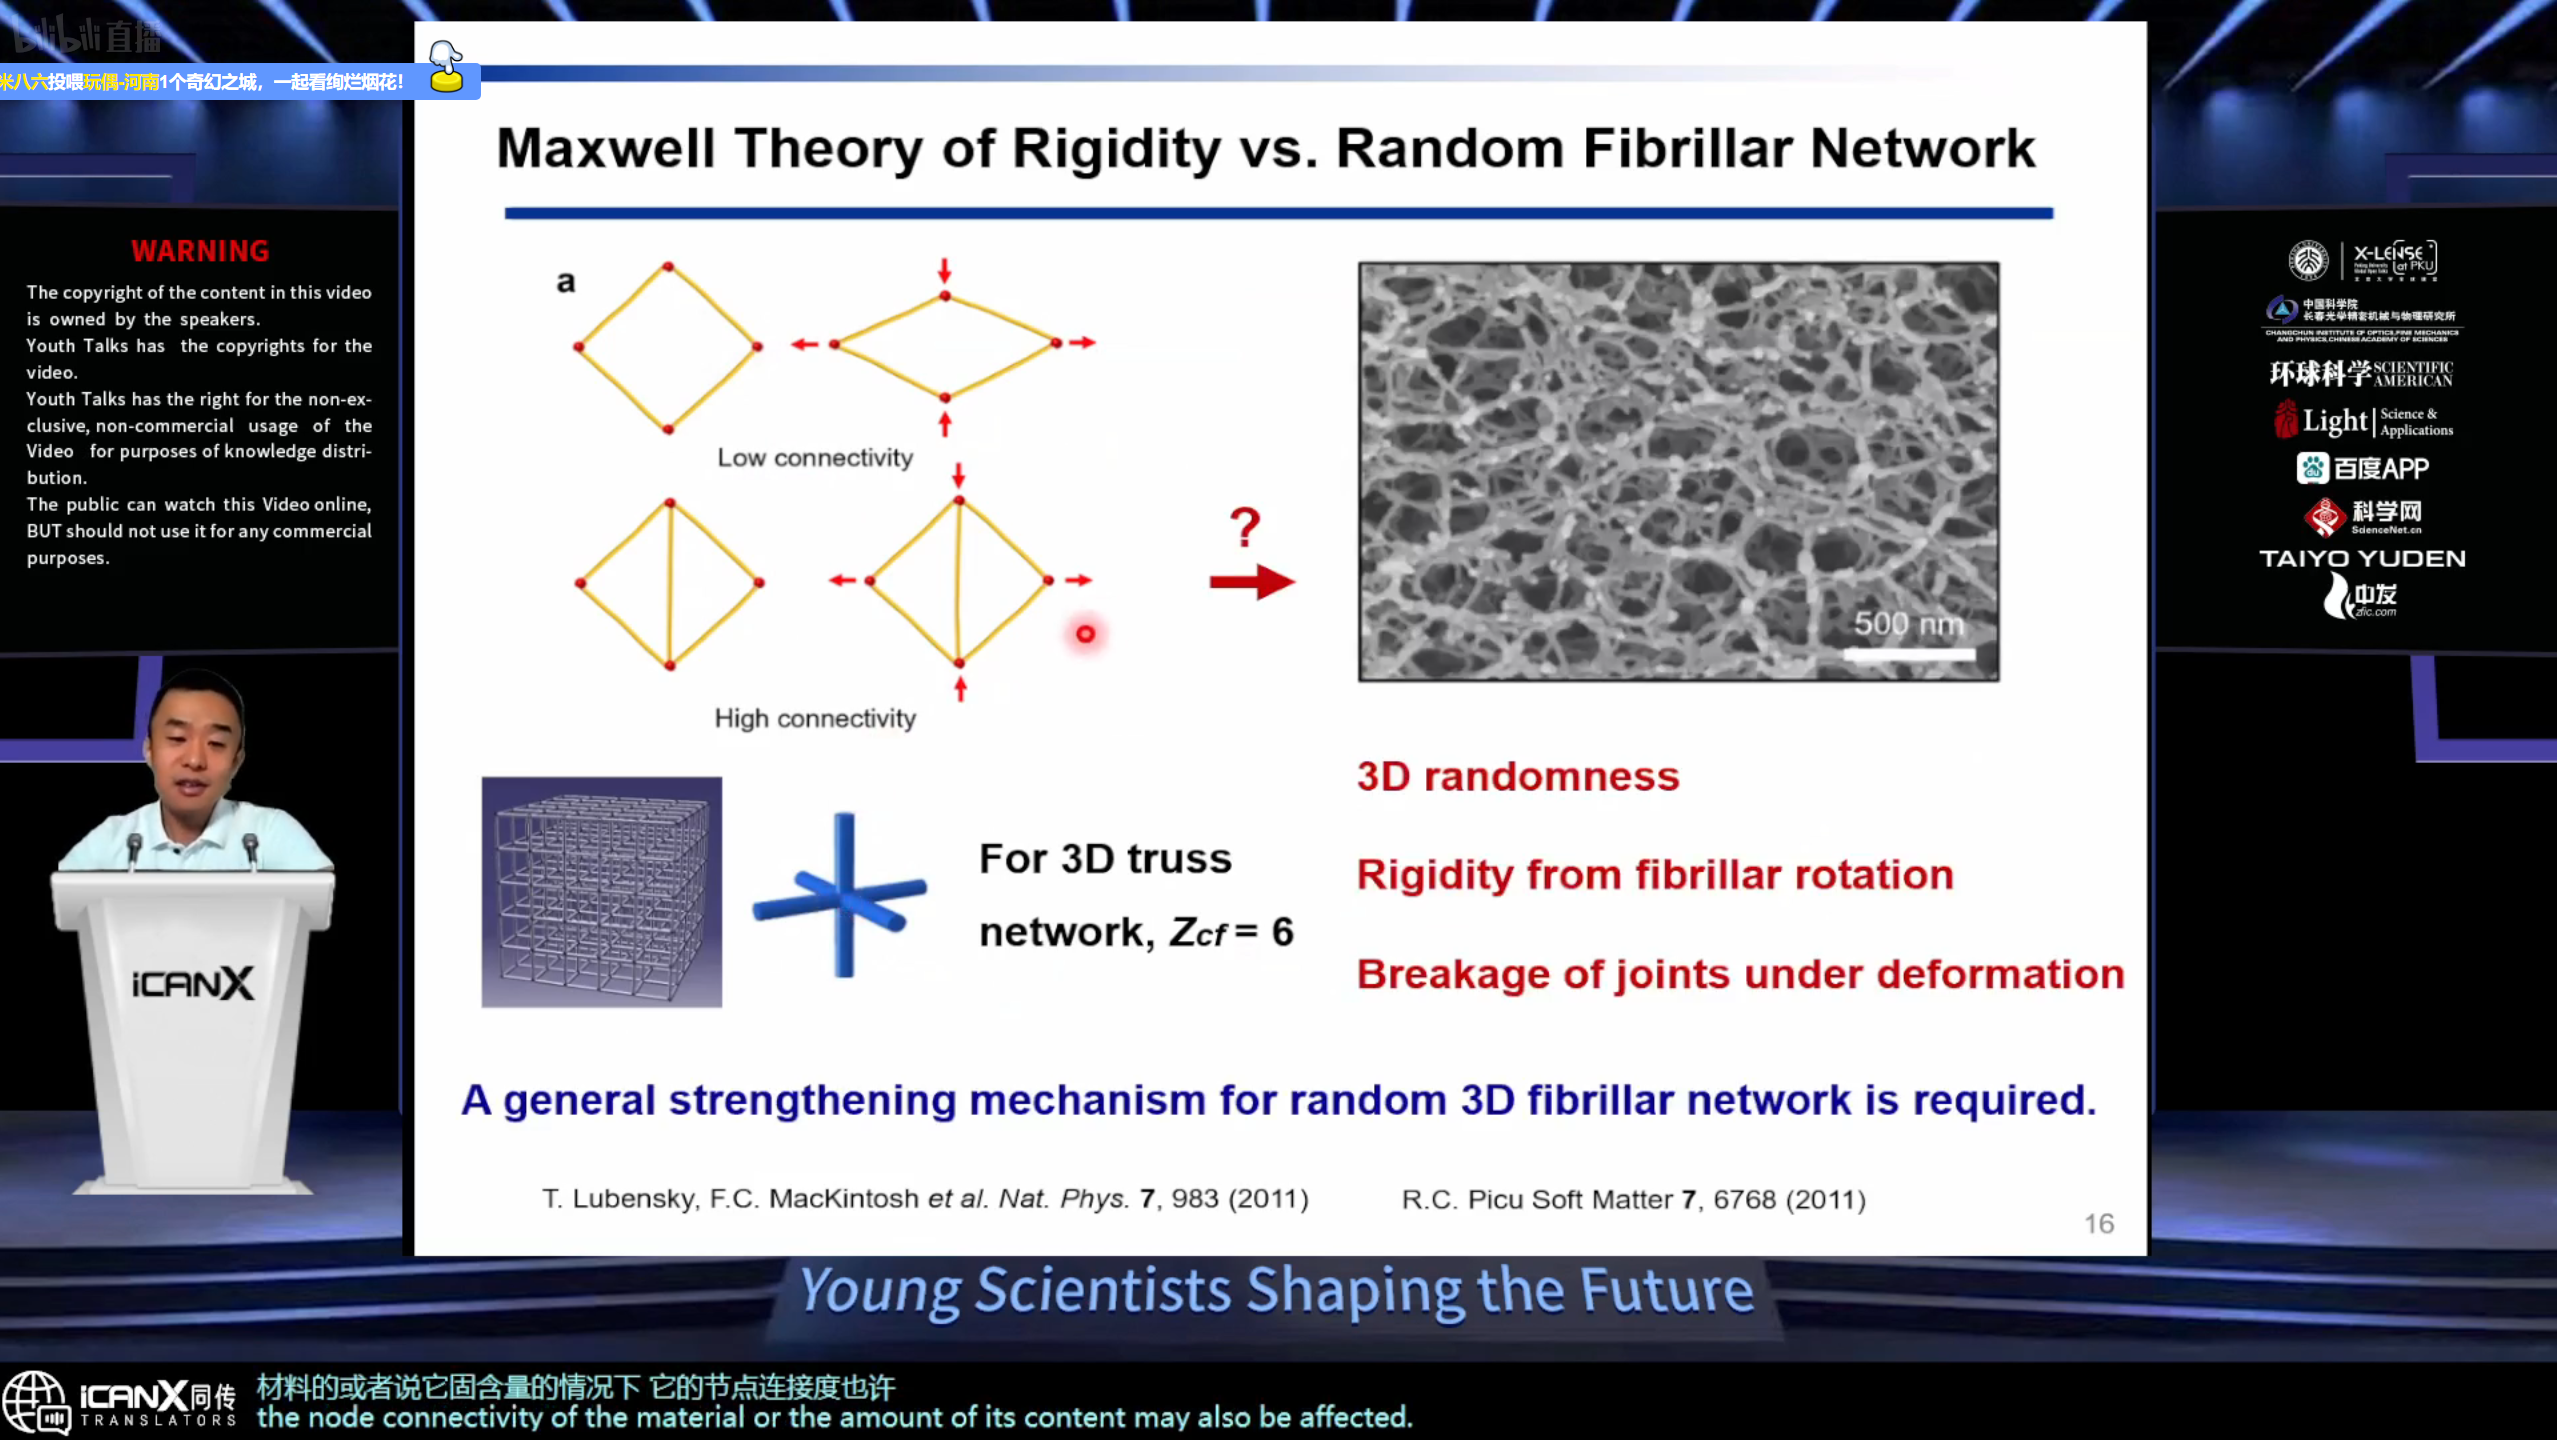 bilibili 直播
米八六投喂玩偶-河南1个奇幻之城，一起看绚烂烟花！
Maxwell Theory of Rigidity vs. Random Fibrillar Network
WARNING
The copyright of the content in this video
is owned by the speakers.
Youth Talks has the copyrights for the
video.
Youth Talks has the right for the non-ex-
clusive, non-commercial usage of the
Video for purposes of knowledge distri-
bution.
The public can watch this Video online,
BUT should not use it for any commercial
purposes.
a
Low connectivity
High connectivity
?
500 nm
For 3D truss
network, Zcf = 6
3D randomness
Rigidity from fibrillar rotation
Breakage of joints under deformation
A general strengthening mechanism for random 3D fibrillar network is required.
T. Lubensky, F.C. MacKintosh et al. Nat. Phys. 7, 983 (2011)
R.C. Picu Soft Matter 7, 6768 (2011)
16
X-LENSE
at PKU
中国科学院
长春光学精密机械与物理研究所
CHANGCHUN INSTITUTE OF OPTICS,FINE MECHANICS
AND PHYSICS,CHINESE ACADEMY OF SCIENCES
环球科学 SCIENTIFIC
AMERICAN
Light Science &
Applications
du 百度APP
科学网
ScienceNet.cn
TAIYO YUDEN
中发
zfic.com
iCANX
Young Scientists Shaping the Future
iCANX同传
TRANSLATORS
材料的或者说它固含量的情况下 它的节点连接度也许
the node connectivity of the material or the amount of its content may also be affected.